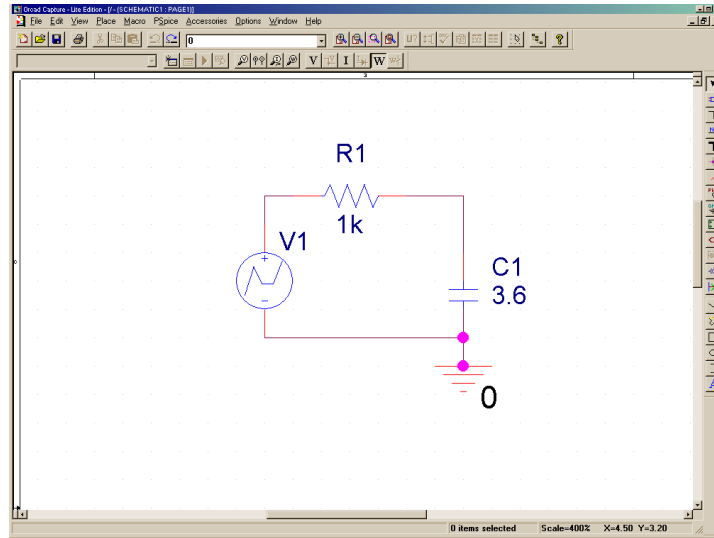 Orcad Capture - Lite Edition - [/ - (SCHEMATIC1 : PAGE1)]
File Edit View Place Macro PSpice Accessories Options Window Help
0
U?
V I W
3
R1
1k
V1
C1
3.6
0
0 items selected Scale=400% X=4.50 Y=3.20